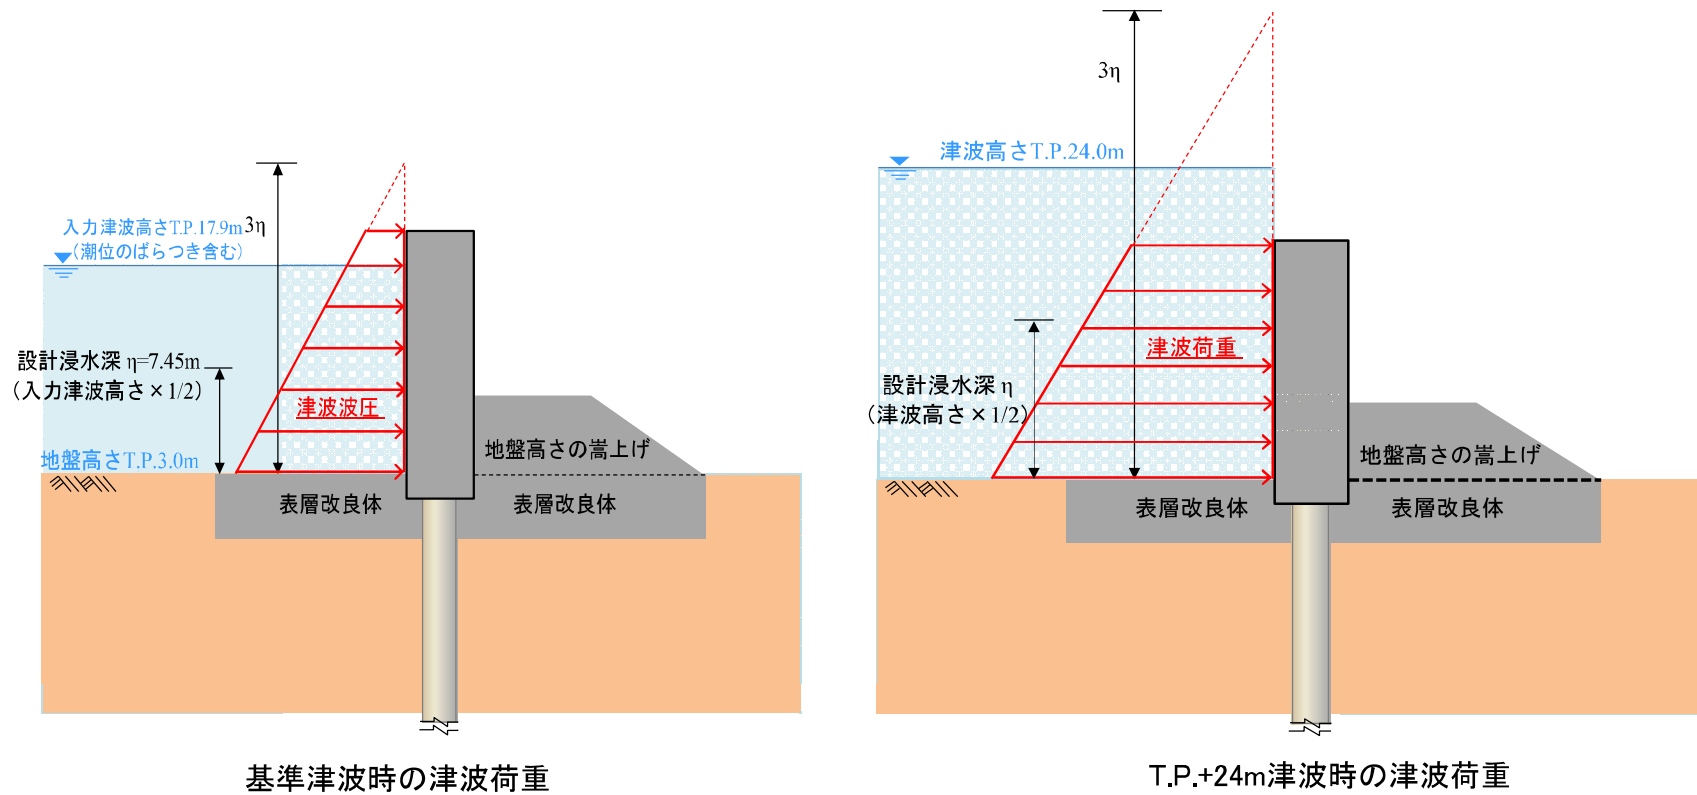 入力津波高さT.P.17.9m
(潮位のばらつき含む)
3η
設計浸水深 η=7.45m
(入力津波高さ×1/2)
津波波圧
地盤高さT.P.3.0m
地盤高さの嵩上げ
表層改良体
表層改良体
基準津波時の津波荷重
3η
津波高さT.P.24.0m
津波荷重
設計浸水深 η
(津波高さ×1/2)
地盤高さの嵩上げ
表層改良体
表層改良体
T.P.+24m津波時の津波荷重